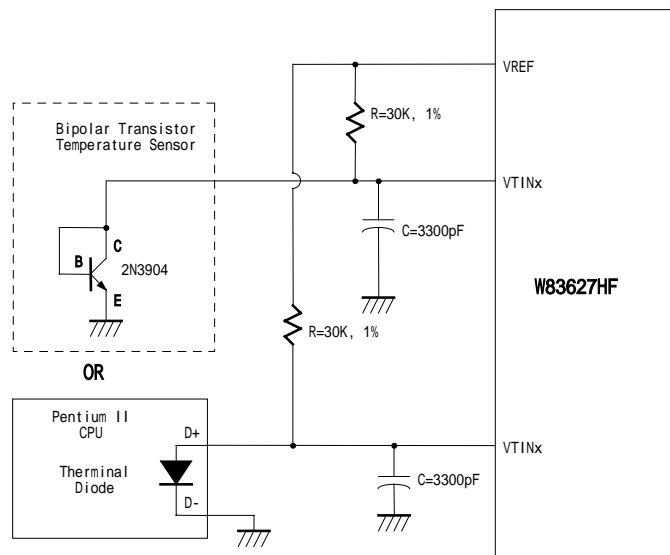 VREF
R=30K, 1%
Bipolar Transistor
Temperature Sensor
VTINx
C
B
2N3904
E
C=3300pF
W83627HF
R=30K, 1%
OR
Pentium II
CPU
D+
VTINx
Therminal
Diode
D-
C=3300pF